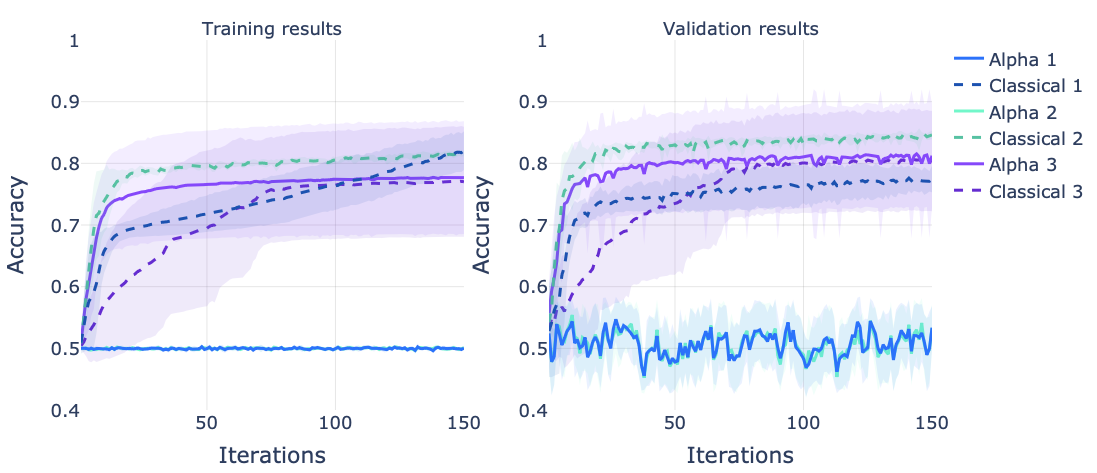 Training results
Accuracy
1
0.9
0.8
0.7
0.6
0.5
0.4
50
100
150
Iterations
Validation results
Accuracy
1
0.9
0.8
0.7
0.6
0.5
0.4
50
100
150
Iterations
Alpha 1
Classical 1
Alpha 2
Classical 2
Alpha 3
Classical 3